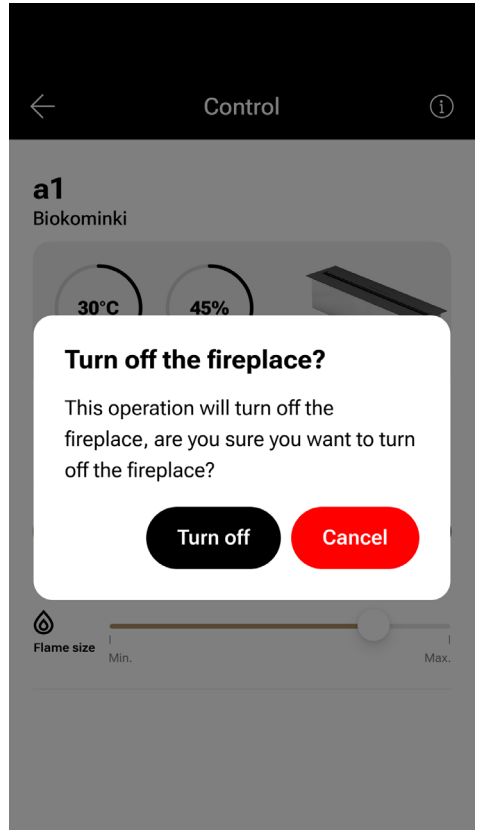 Control
a1
Biokominki
30°C
45%
Turn off the fireplace?
This operation will turn off the
fireplace, are you sure you want to turn
off the fireplace?
Turn off
Cancel
Flame size
Min.
Max.